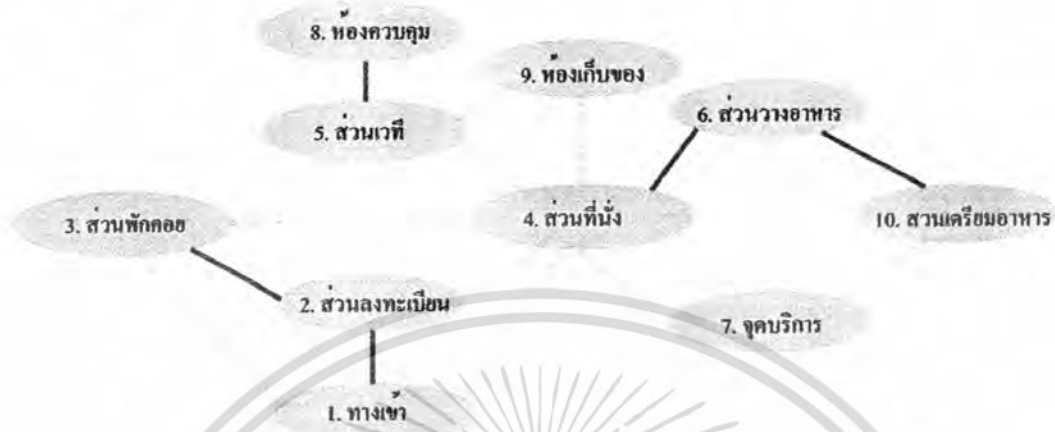 8. ห้องควบคุม
9. ห้องเก็บของ
6. ส่วนวางอาหาร
5. ส่วนเวที
3. ส่วนพักคอย
4. ส่วนที่นั่ง
10. สวนเตรียมอาหาร
2. ส่วนลงทะเบียน
7. จุดบริการ
1. ทางเข้า